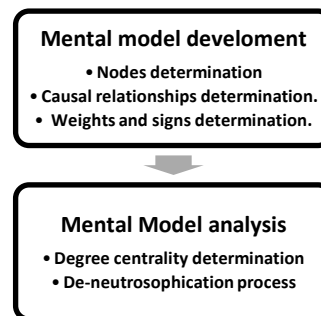 Mental model develoment
• Nodes determination
• Causal relationships determination.
• Weights and signs determination.
Mental Model analysis
• Degree centrality determination
• De-neutrosophication process